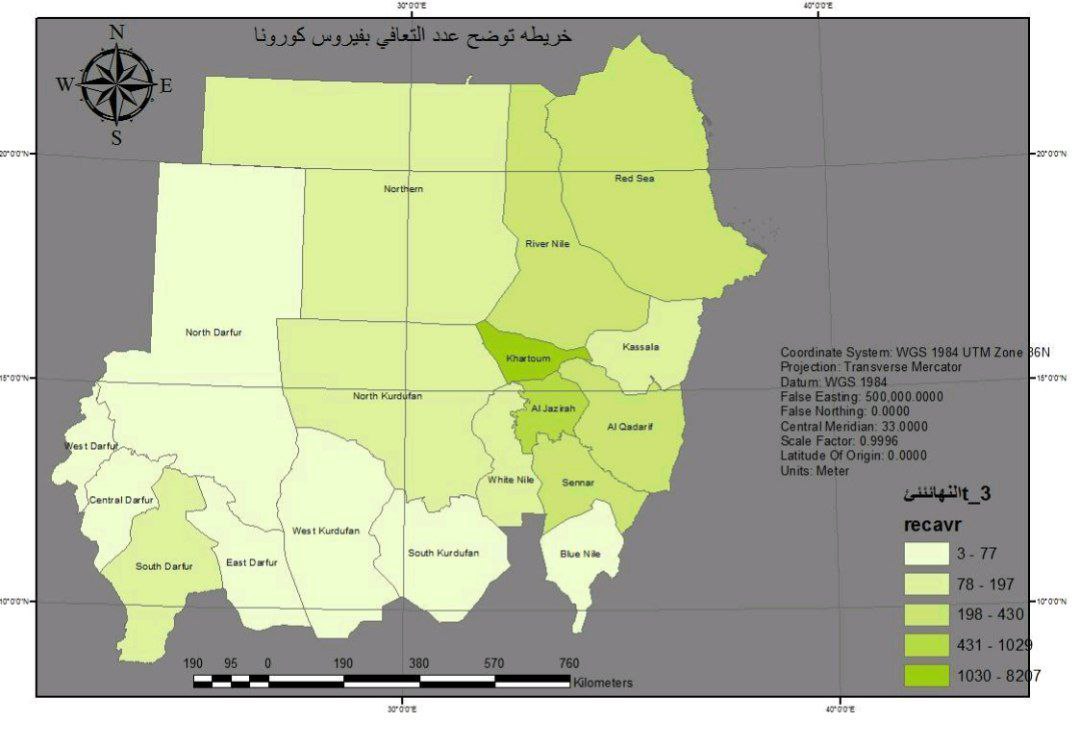 30°0'0"E
40°0'0"E
خريطه توضح عدد التعافي بفيروس كورونا
N
W
E
S
20°0'0"N
20°0'0"N
Northern
Red Sea
River Nile
North Darfur
Khartoum
Kassala
Coordinate System: WGS 1984 UTM Zone 36N
Projection: Transverse Mercator
Datum: WGS 1984
False Easting: 500,000.0000
False Northing: 0.0000
Central Meridian: 33.0000
Scale Factor: 0.9996
Latitude Of Origin: 0.0000
Units: Meter
15°0'0"N
15°0'0"N
North Kurdufan
Al Jazirah
Al Qadarif
West Darfur
White Nile
Sennar
Central Darfur
West Kurdufan
South Kurdufan
Blue Nile
South Darfur
East Darfur
t_3
recavr
3 - 77
78 - 197
198 - 430
431 - 1029
1030 - 8207
10°0'0"N
10°0'0"N
190 95 0 190 380 570 760
Kilometers
30°0'0"E
40°0'0"E